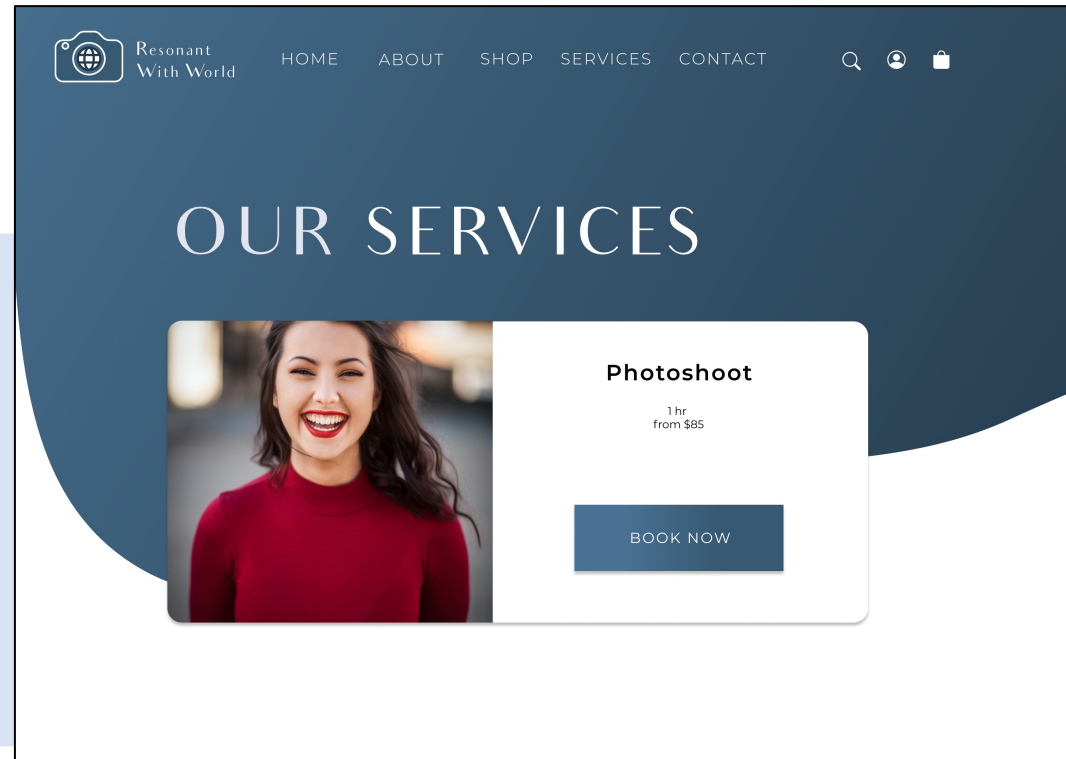 Resonant
With World
HOME ABOUT SHOP SERVICES CONTACT
OUR SERVICES
Photoshoot
1 hr
from $85
BOOK NOW